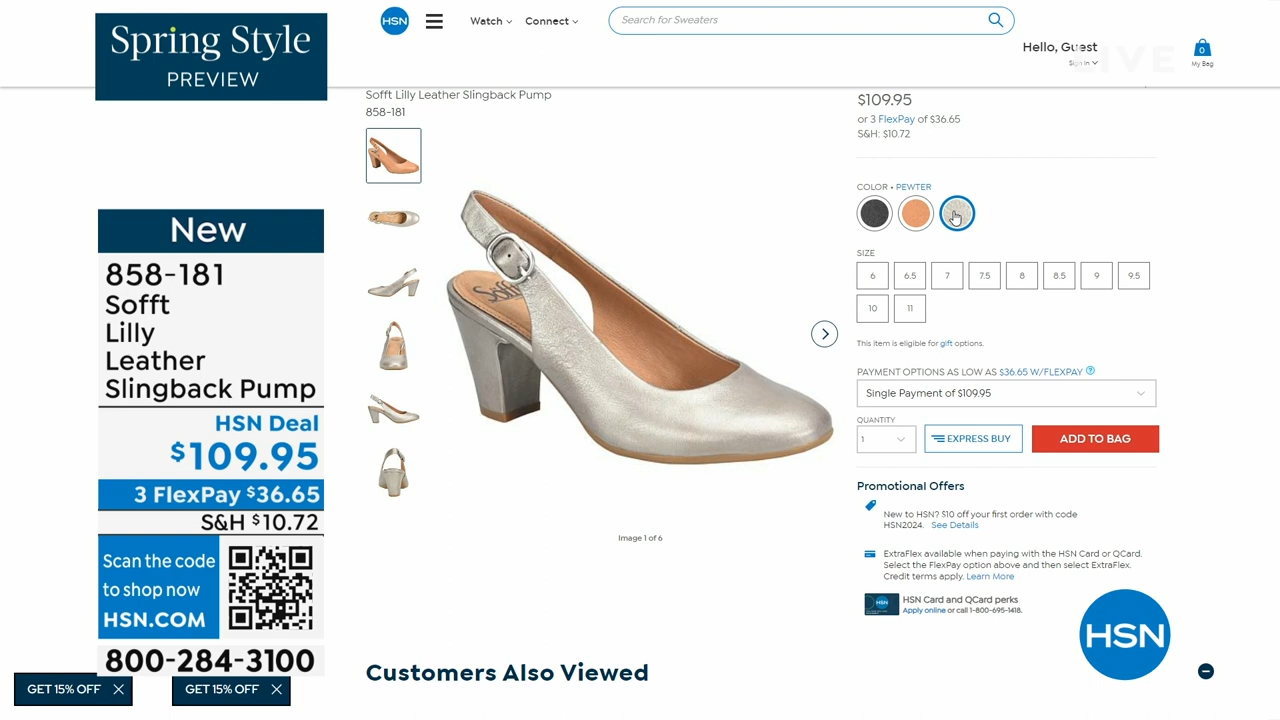 Spring Style
PREVIEW
HSN
Watch
Connect
Search for Sweaters
Hello, Guest
Sign In
LIVE
0
My Bag
Sofft Lilly Leather Slingback Pump
858-181
$109.95
or 3 FlexPay of $36.65
S&H: $10.72
COLOR • PEWTER
SIZE
6 6.5 7 7.5 8 8.5 9 9.5
10 11
This item is eligible for gift options.
PAYMENT OPTIONS AS LOW AS $36.65 W/FLEXPAY ?
Single Payment of $109.95
QUANTITY
1
EXPRESS BUY
ADD TO BAG
Promotional Offers
New to HSN? $10 off your first order with code
HSN2024. See Details
ExtraFlex available when paying with the HSN Card or QCard.
Select the FlexPay option above and then select ExtraFlex.
Credit terms apply. Learn More
HSN
HSN Card and QCard perks
Apply online or call 1-800-695-1418.
Sofft
Image 1 of 6
Customers Also Viewed
New
858-181
Sofft
Lilly
Leather
Slingback Pump
HSN Deal
$109.95
3 FlexPay $36.65
S&H $10.72
Scan the code
to shop now
HSN.COM
800-284-3100
GET 15% OFF
GET 15% OFF
HSN